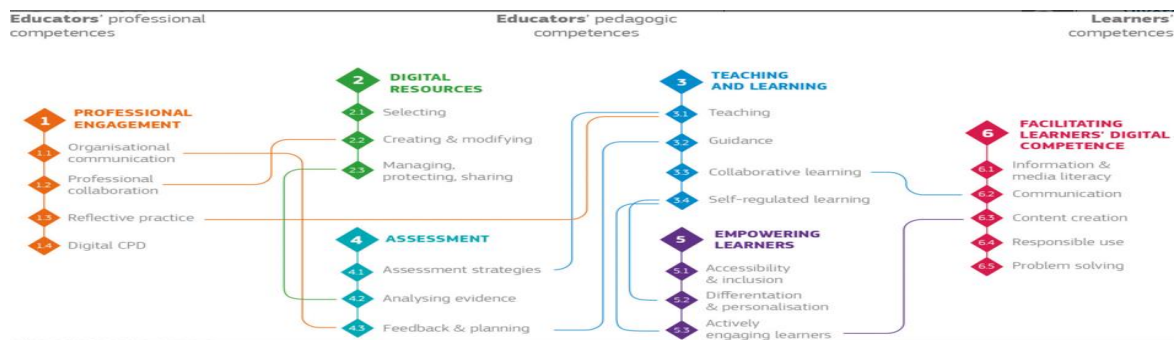 Educators' professional
competences
Educators' pedagogic
competences
Learners'
competences
1
PROFESSIONAL
ENGAGEMENT
1.1
Organisational
communication
1.2
Professional
collaboration
1.3
Reflective practice
1.4
Digital CPD
2
DIGITAL
RESOURCES
2.1
Selecting
2.2
Creating & modifying
2.3
Managing,
protecting, sharing
3
TEACHING
AND LEARNING
3.1
Teaching
3.2
Guidance
3.3
Collaborative learning
3.4
Self-regulated learning
4
ASSESSMENT
4.1
Assessment strategies
4.2
Analysing evidence
4.3
Feedback & planning
5
EMPOWERING
LEARNERS
5.1
Accessibility
& inclusion
5.2
Differentation
& personalisation
5.3
Actively
engaging learners
6
FACILITATING
LEARNERS' DIGITAL
COMPETENCE
6.1
Information &
media literacy
6.2
Communication
6.3
Content creation
6.4
Responsible use
6.5
Problem solving